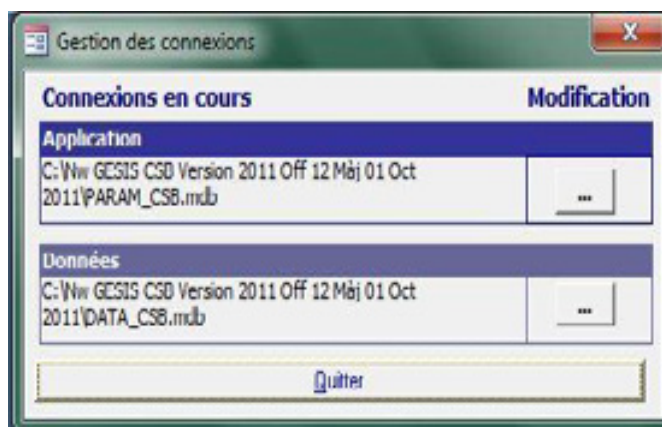 Gestion des connexions
X
Connexions en cours Modification
Application
C:\Nw GESIS CSB Version 2011 Off 12 Màj 01 Oct
2011\PARAM_CSB.mdb
...
Données
C:\Nw GESIS CSB Version 2011 Off 12 Màj 01 Oct
2011\DATA_CSB.mdb
...
Quitter